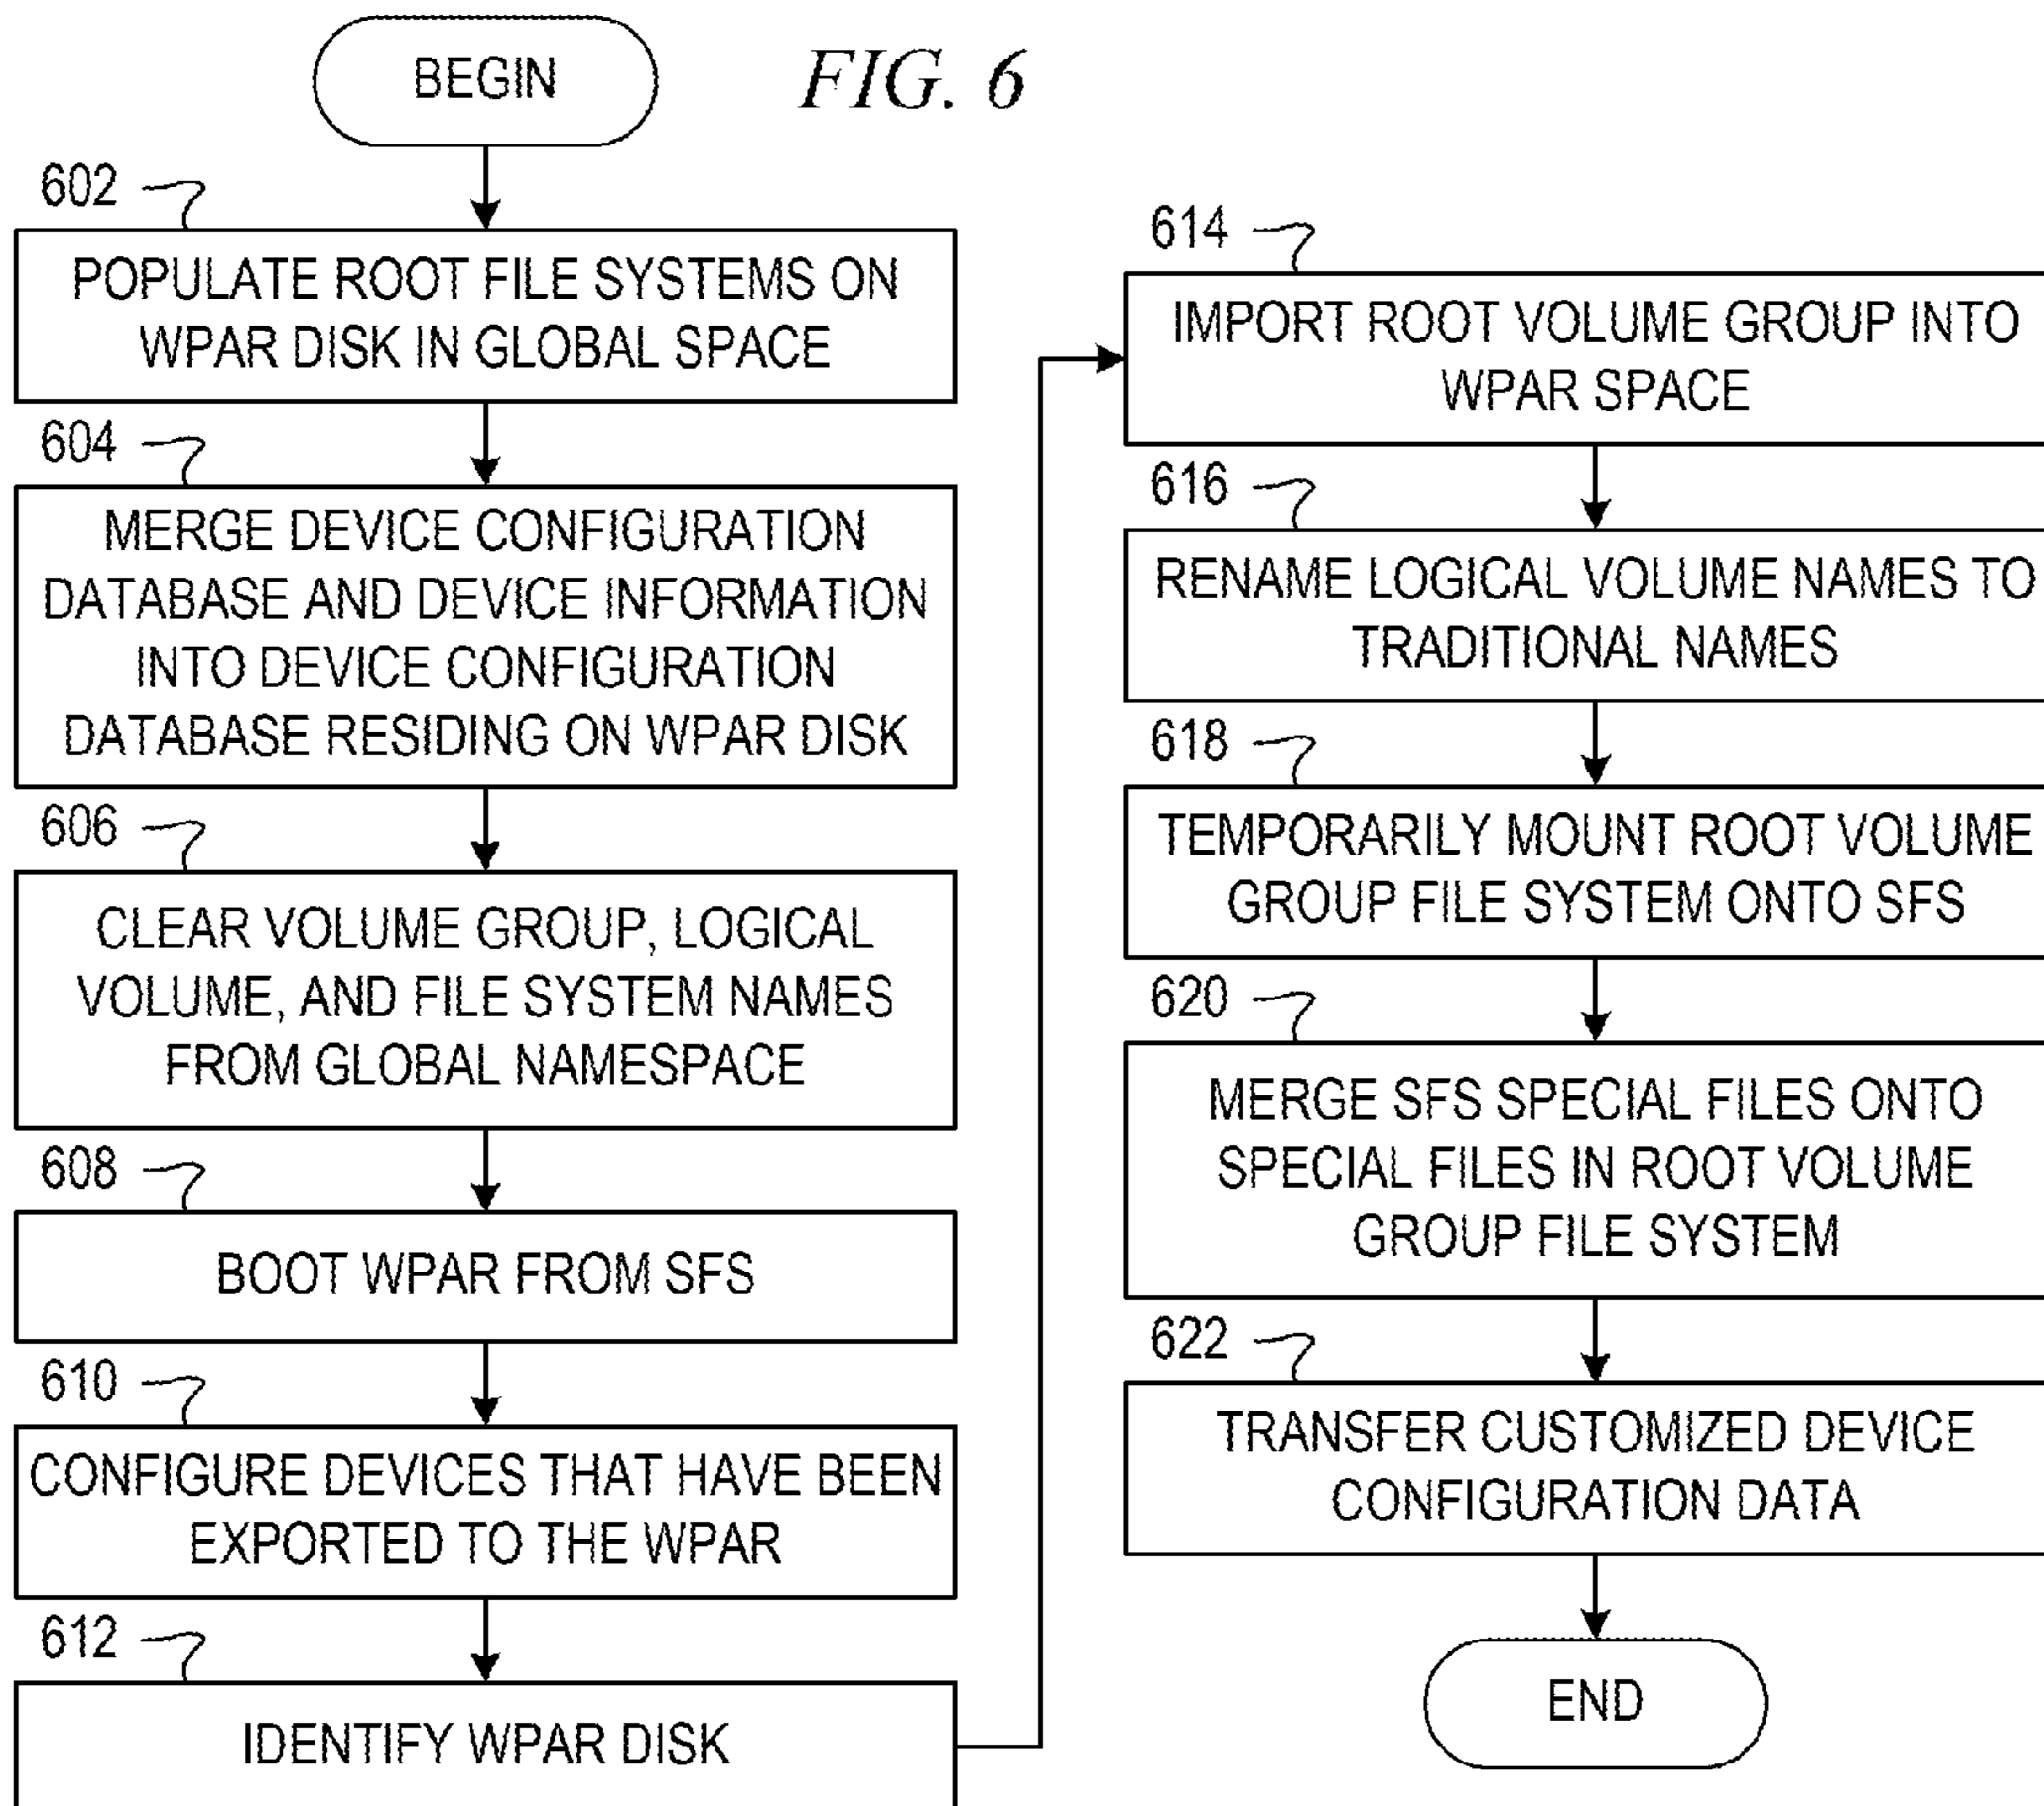 BEGIN
FIG. 6
602
POPULATE ROOT FILE SYSTEMS ON
WPAR DISK IN GLOBAL SPACE
604
MERGE DEVICE CONFIGURATION
DATABASE AND DEVICE INFORMATION
INTO DEVICE CONFIGURATION
DATABASE RESIDING ON WPAR DISK
606
CLEAR VOLUME GROUP, LOGICAL
VOLUME, AND FILE SYSTEM NAMES
FROM GLOBAL NAMESPACE
608
BOOT WPAR FROM SFS
610
CONFIGURE DEVICES THAT HAVE BEEN
EXPORTED TO THE WPAR
612
IDENTIFY WPAR DISK
614
IMPORT ROOT VOLUME GROUP INTO
WPAR SPACE
616
RENAME LOGICAL VOLUME NAMES TO
TRADITIONAL NAMES
618
TEMPORARILY MOUNT ROOT VOLUME
GROUP FILE SYSTEM ONTO SFS
620
MERGE SFS SPECIAL FILES ONTO
SPECIAL FILES IN ROOT VOLUME
GROUP FILE SYSTEM
622
TRANSFER CUSTOMIZED DEVICE
CONFIGURATION DATA
END